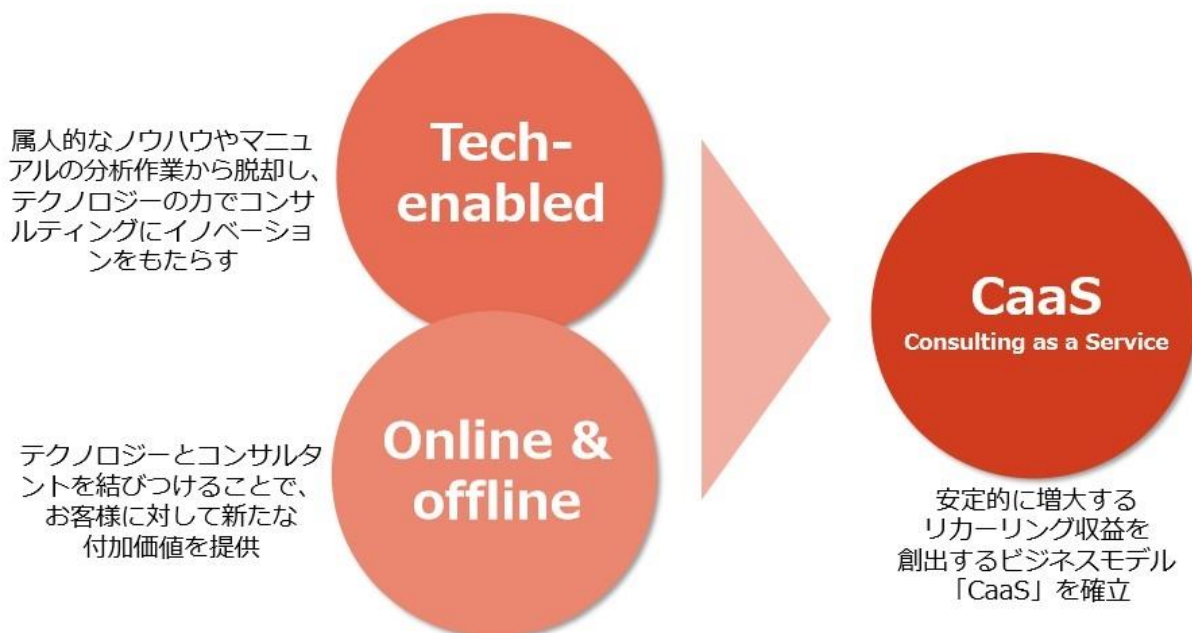 属人的なノウハウやマニュ
アルの分析作業から脱却し、
テクノロジーの力でコンサ
ルティングにイノベーショ
ンをもたらす
Tech-
enabled
テクノロジーとコンサルタ
ントを結びつけることで、
お客様に対して新たな
付加価値を提供
Online &
offline
CaaS
Consulting as a Service
安定的に増大する
リカーリング収益を
創出するビジネスモデル
「CaaS」を確立